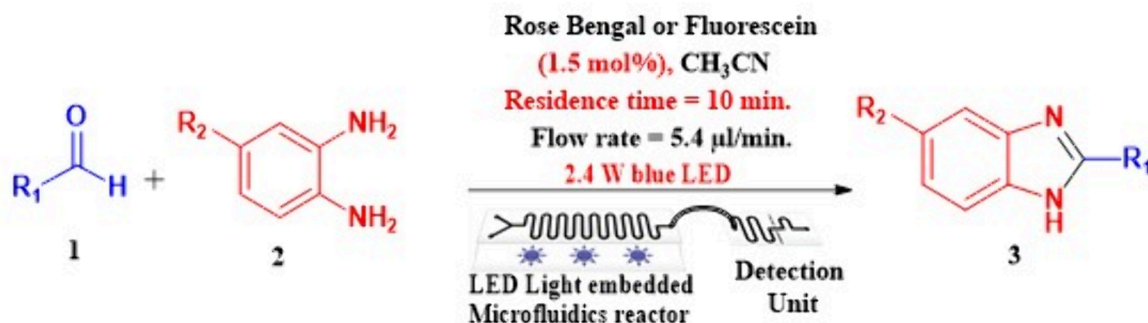 Rose Bengal or Fluorescein
(1.5 mol%), CH₃CN
Residence time = 10 min.
Flow rate = 5.4 µl/min.
2.4 W blue LED
O
R₁
H
+
R₂
NH₂
NH₂
R₂
N
N
H
R₁
1
2
3
LED Light embedded
Microfluidics reactor
Detection
Unit